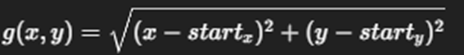 g(x, y) = √((x − start_x)² + (y − start_y)²)